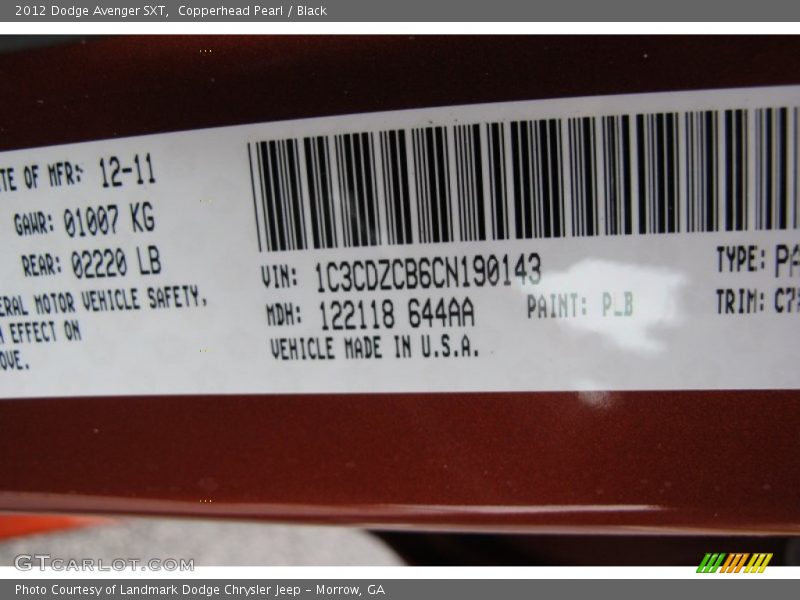 2012 Dodge Avenger SXT, Copperhead Pearl / Black
TE OF MFR: 12-11
GAWR: 01007 KG
REAR: 02220 LB
ERAL MOTOR VEHICLE SAFETY,
EFFECT ON
OVE.
VIN: 1C3CDZCB6CN190143
MDH: 122118 644AA
VEHICLE MADE IN U.S.A.
PAINT: P_B
TYPE: PA
TRIM: C7
GTCARLOT.COM
Photo Courtesy of Landmark Dodge Chrysler Jeep – Morrow, GA